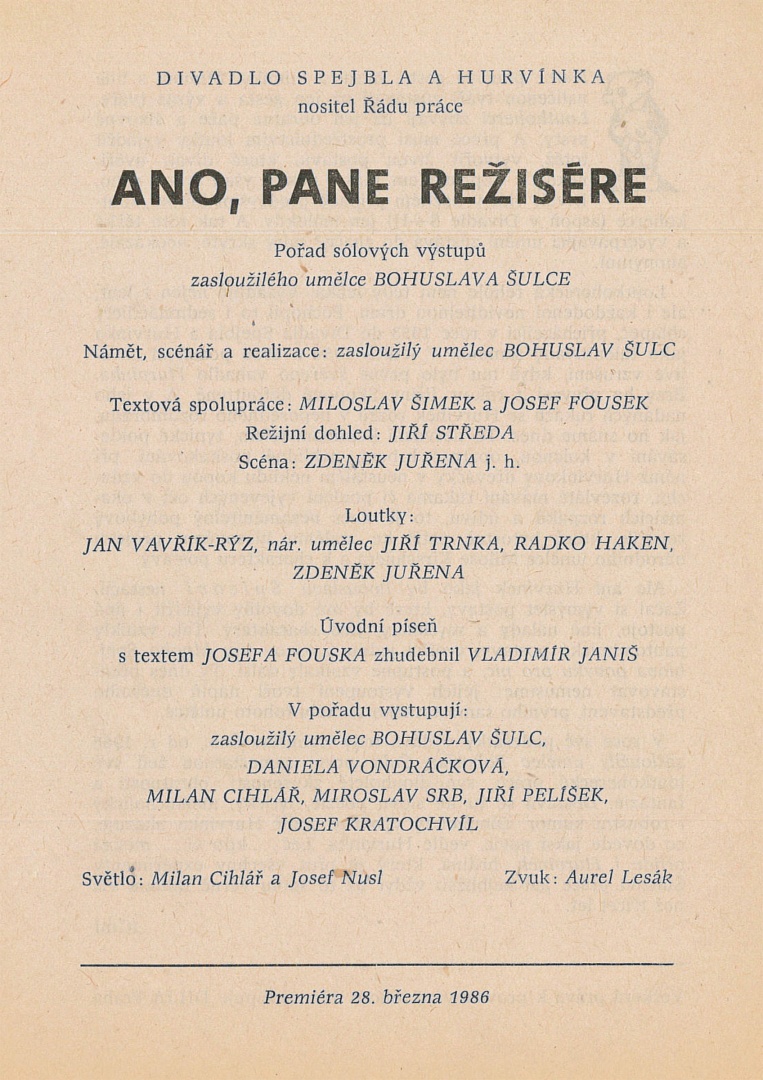 DIVADLO SPEJBLA A HURVÍNKA
nositel Řádu práce
ANO, PANE REŽISÉRE
Pořad sólových výstupů
zasloužilého umělce BOHUSLAVA ŠULCE
Námět, scénář a realizace: zasloužilý umělec BOHUSLAV ŠULC
Textová spolupráce: MILOSLAV ŠIMEK a JOSEF FOUSEK
Režijní dohled: JIŘÍ STŘEDA
Scéna: ZDENĚK JUŘENA j. h.
Loutky:
JAN VAVŘÍK-RÝZ, nár. umělec JIŘÍ TRNKA, RADKO HAKEN,
ZDENĚK JUŘENA
Úvodní píseň
s textem JOSEFA FOUSKA zhudebnil VLADIMÍR JANIŠ
V pořadu vystupují:
zasloužilý umělec BOHUSLAV ŠULC,
DANIELA VONDRÁČKOVÁ,
MILAN CIHLÁŘ, MIROSLAV SRB, JIŘÍ PELÍŠEK,
JOSEF KRATOCHVÍL
Světlo: Milan Cihlář a Josef Nusl Zvuk: Aurel Lesák
Premiéra 28. března 1986